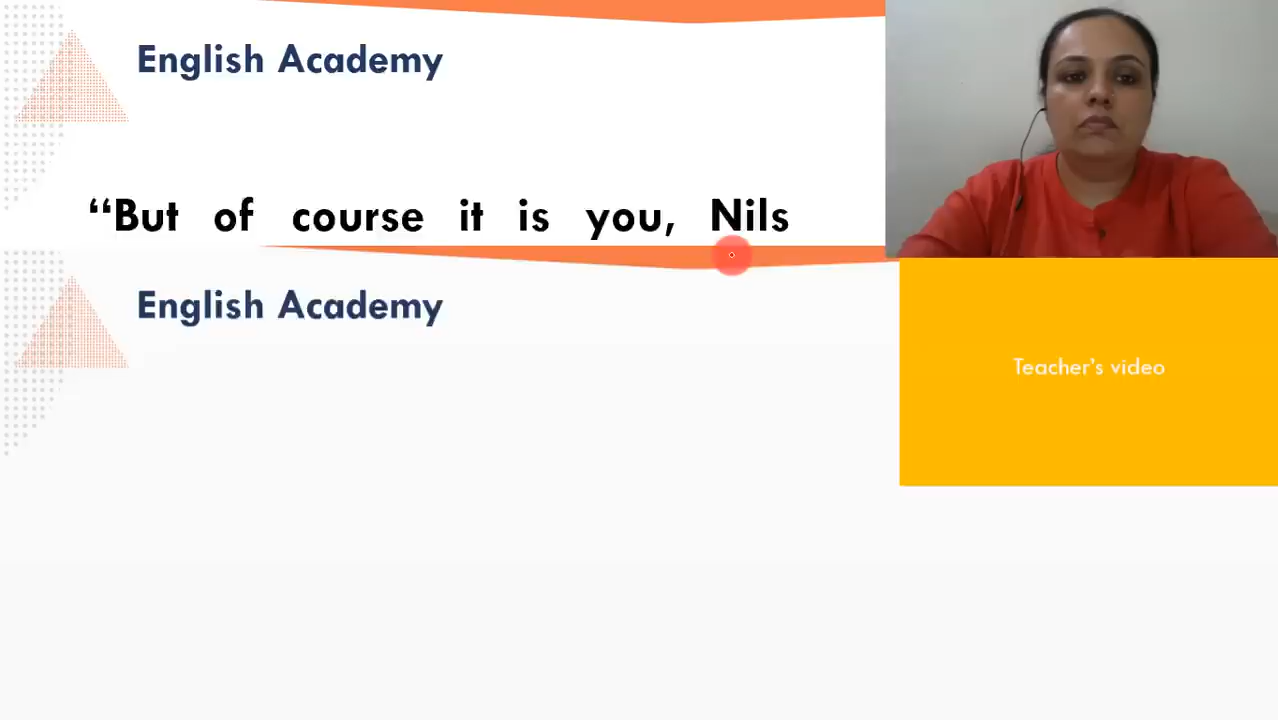 English Academy
“But of course it is you, Nils
English Academy
Teacher's video